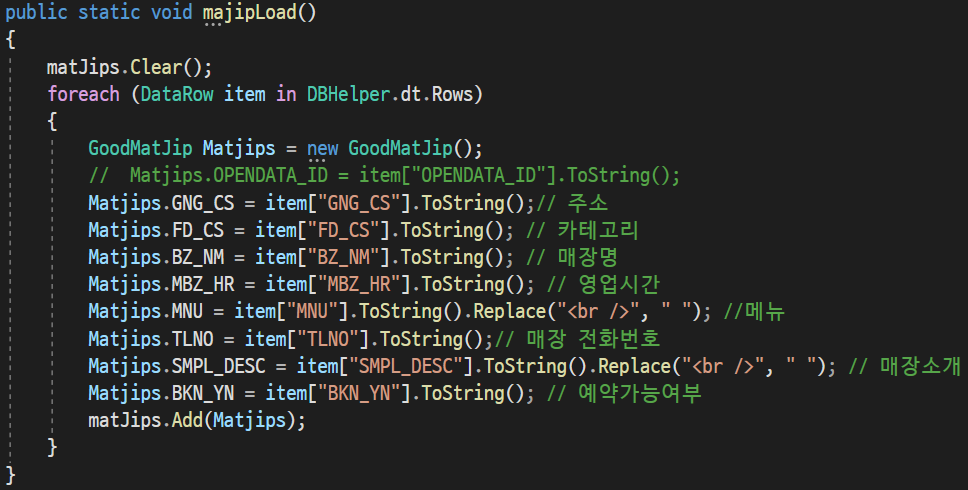 public static void majipLoad()
{
matJips.Clear();
foreach (DataRow item in DBHelper.dt.Rows)
{
GoodMatJip Matjips = new GoodMatJip();
//  Matjips.OPENDATA_ID = item["OPENDATA_ID"].ToString();
Matjips.GNG_CS = item["GNG_CS"].ToString();// 주소
Matjips.FD_CS = item["FD_CS"].ToString(); // 카테고리
Matjips.BZ_NM = item["BZ_NM"].ToString(); // 매장명
Matjips.MBZ_HR = item["MBZ_HR"].ToString(); // 영업시간
Matjips.MNU = item["MNU"].ToString().Replace("<br />", " "); //메뉴
Matjips.TLNO = item["TLNO"].ToString();// 매장 전화번호
Matjips.SMPL_DESC = item["SMPL_DESC"].ToString().Replace("<br />", " "); // 매장소개
Matjips.BKN_YN = item["BKN_YN"].ToString(); // 예약가능여부
matJips.Add(Matjips);
}
}